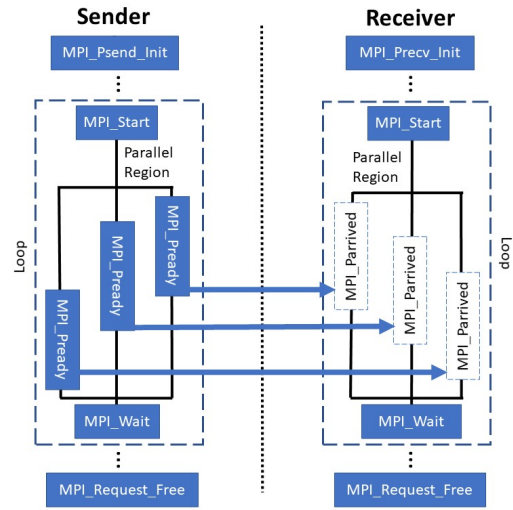 Sender
MPI_Psend_Init
MPI_Start
Parallel
Region
Loop
MPI_Pready
MPI_Pready
MPI_Pready
MPI_Wait
MPI_Request_Free
Receiver
MPI_Precv_Init
MPI_Start
Parallel
Region
MPI_Parrived
MPI_Parrived
MPI_Parrived
Loop
MPI_Wait
MPI_Request_Free